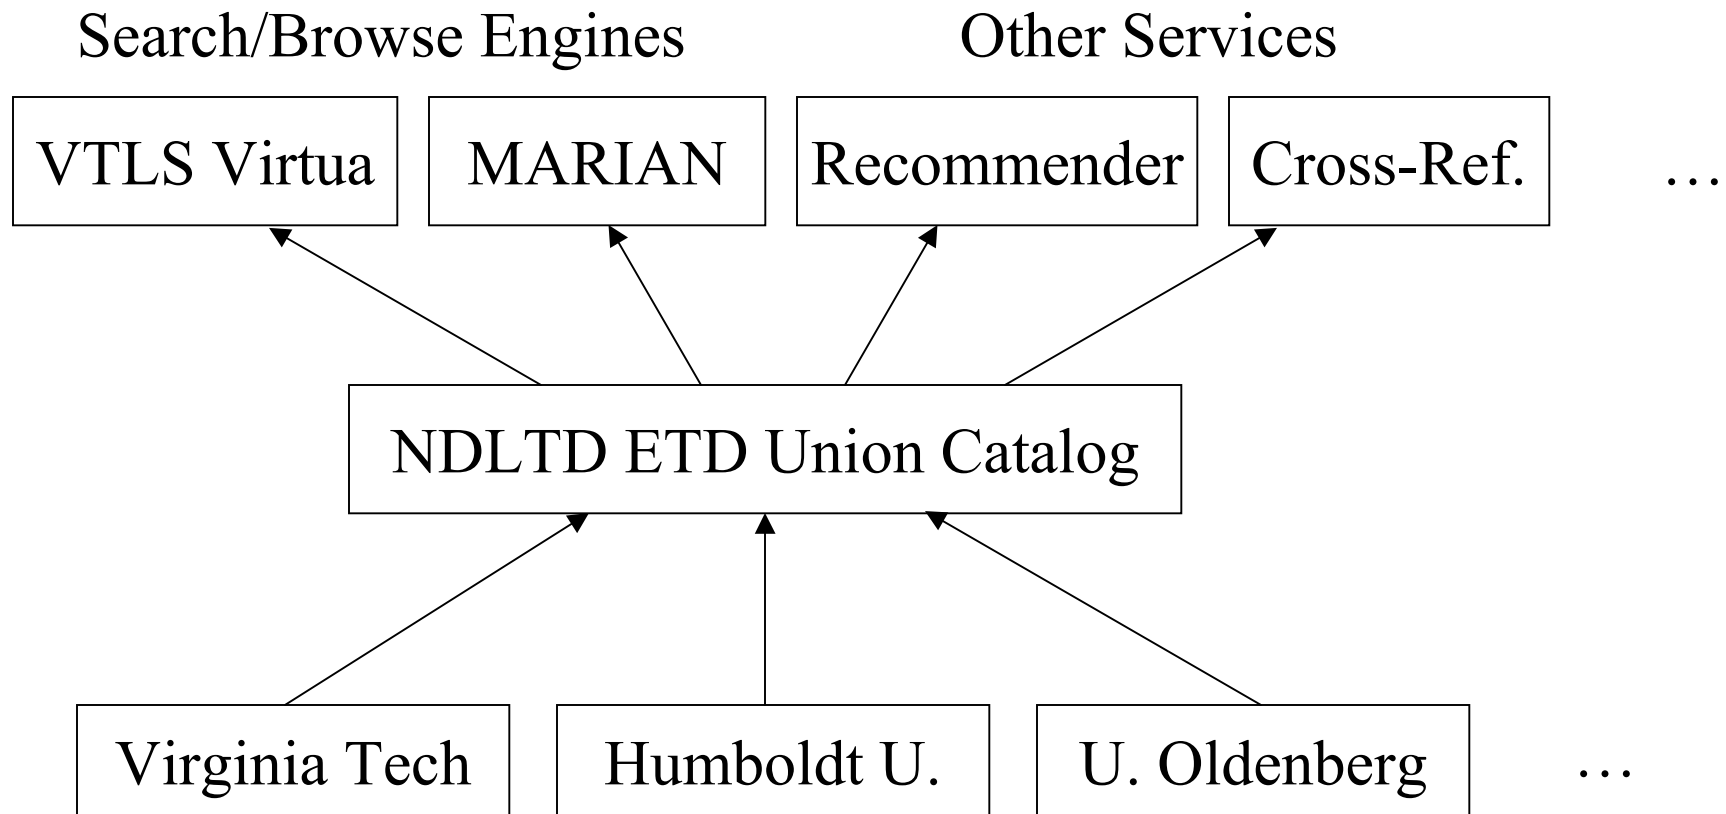 Search/Browse Engines
Other Services
VTLS Virtua
MARIAN
Recommender
Cross-Ref.
…
NDLTD ETD Union Catalog
Virginia Tech
Humboldt U.
U. Oldenberg
…